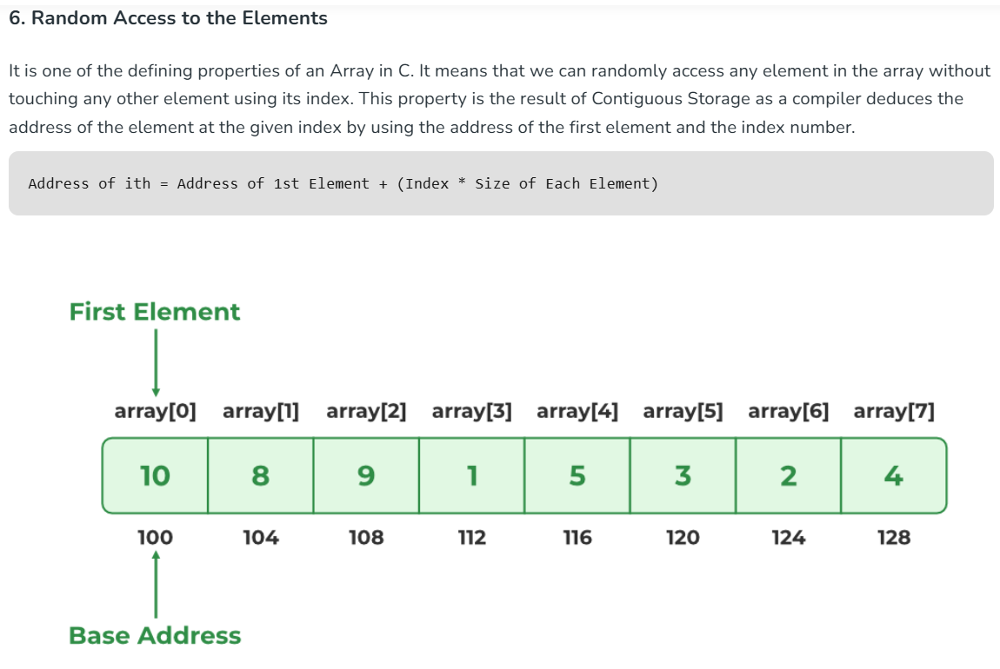 6. Random Access to the Elements
It is one of the defining properties of an Array in C. It means that we can randomly access any element in the array without
touching any other element using its index. This property is the result of Contiguous Storage as a compiler deduces the
address of the element at the given index by using the address of the first element and the index number.
Address of ith = Address of 1st Element + (Index * Size of Each Element)
First Element
array[0] array[1] array[2] array[3] array[4] array[5] array[6] array[7]
10 8 9 1 5 3 2 4
100 104 108 112 116 120 124 128
Base Address